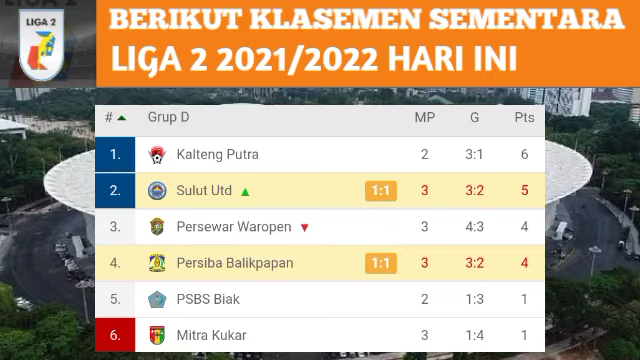 LIGA 2
LIGA 2
BERIKUT KLASEMEN SEMENTARA
LIGA 2 2021/2022 HARI INI
# Grup D MP G Pts
1. Kalteng Putra 2 3:1 6
2. Sulut Utd 1:1 3 3:2 5
3. Persewar Waropen 3 4:3 4
4. Persiba Balikpapan 1:1 3 3:2 4
5. PSBS Biak 2 1:3 1
6. Mitra Kukar 3 1:4 1